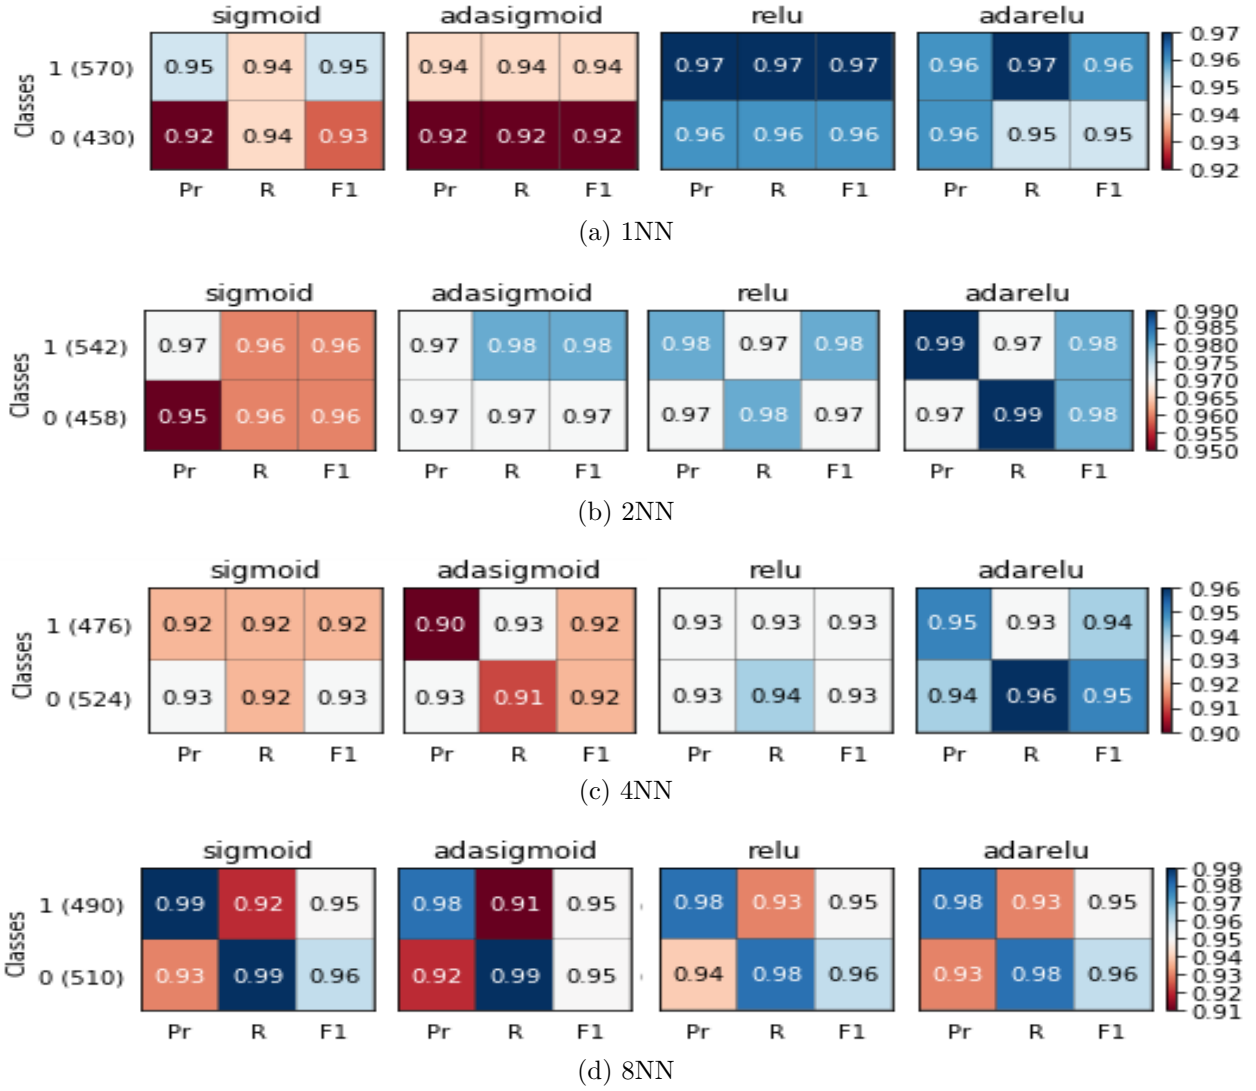 sigmoid adasigmoid relu adarelu
Classes
1 (570) 0.95 0.94 0.95 0.94 0.94 0.94 0.97 0.97 0.97 0.96 0.97 0.96
0 (430) 0.92 0.94 0.93 0.92 0.92 0.92 0.96 0.96 0.96 0.96 0.95 0.95
Pr R F1 Pr R F1 Pr R F1 Pr R F1
0.97
0.96
0.95
0.94
0.93
0.92
(a) 1NN
sigmoid adasigmoid relu adarelu
Classes
1 (542) 0.97 0.96 0.96 0.97 0.98 0.98 0.98 0.97 0.98 0.99 0.97 0.98
0 (458) 0.95 0.96 0.96 0.97 0.97 0.97 0.97 0.98 0.97 0.97 0.99 0.98
Pr R F1 Pr R F1 Pr R F1 Pr R F1
0.990
0.985
0.980
0.975
0.970
0.965
0.960
0.955
0.950
(b) 2NN
sigmoid adasigmoid relu adarelu
Classes
1 (476) 0.92 0.92 0.92 0.90 0.93 0.92 0.93 0.93 0.93 0.95 0.93 0.94
0 (524) 0.93 0.92 0.93 0.93 0.91 0.92 0.93 0.94 0.93 0.94 0.96 0.95
Pr R F1 Pr R F1 Pr R F1 Pr R F1
0.96
0.95
0.94
0.93
0.92
0.91
0.90
(c) 4NN
sigmoid adasigmoid relu adarelu
Classes
1 (490) 0.99 0.92 0.95 0.98 0.91 0.95 0.98 0.93 0.95 0.98 0.93 0.95
0 (510) 0.93 0.99 0.96 0.92 0.99 0.95 0.94 0.98 0.96 0.93 0.98 0.96
Pr R F1 Pr R F1 Pr R F1 Pr R F1
0.99
0.98
0.97
0.96
0.95
0.94
0.93
0.92
0.91
(d) 8NN